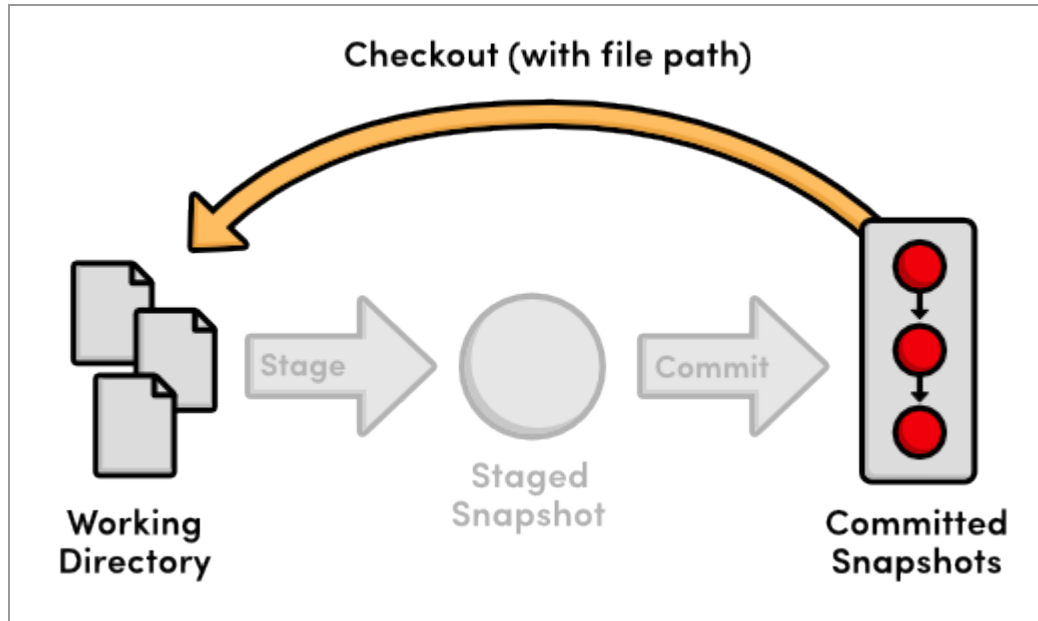 Checkout (with file path)
Stage
Commit
Staged
Snapshot
Working
Directory
Committed
Snapshots